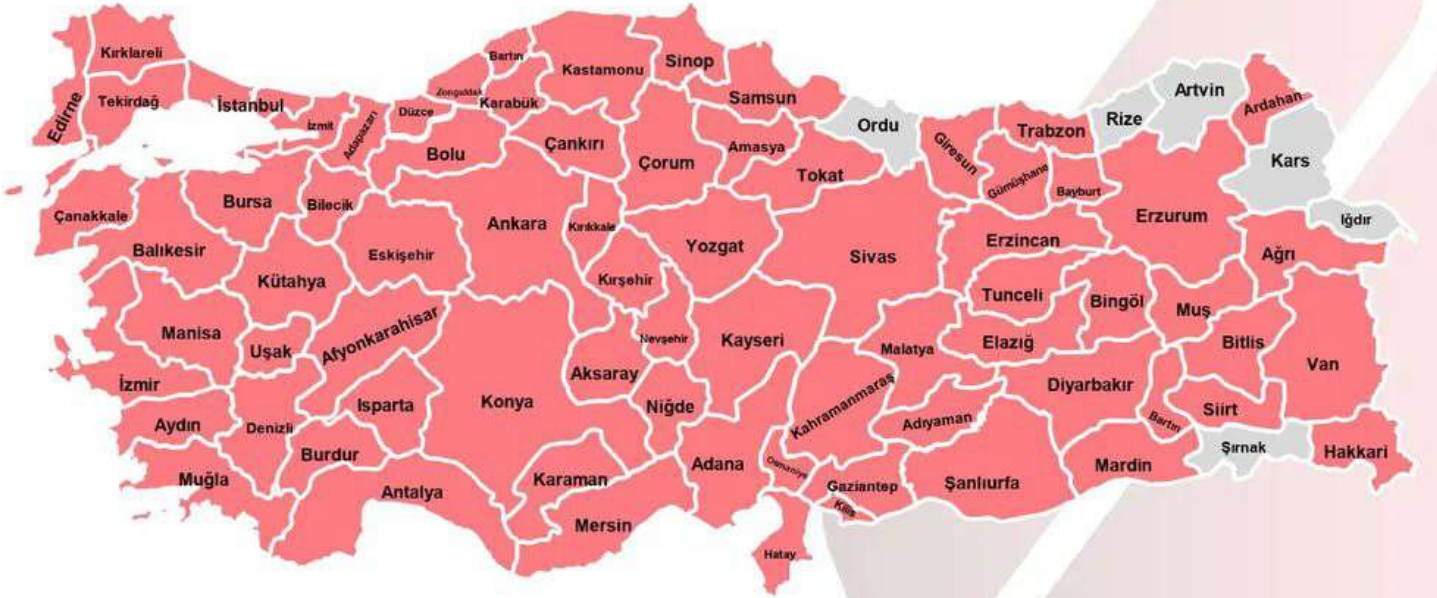 Kırklareli
Edirne
Tekirdağ
İstanbul
İzmit
Adapazarı
Düzce
Zonguldak
Bartın
Karabük
Kastamonu
Sinop
Samsun
Bolu
Çankırı
Çorum
Amasya
Tokat
Ordu
Giresun
Gümüşhane
Trabzon
Bayburt
Rize
Artvin
Ardahan
Kars
Iğdır
Çanakkale
Balıkesir
Bursa
Bilecik
Kütahya
Eskişehir
Ankara
Kırıkkale
Kırşehir
Yozgat
Sivas
Erzincan
Erzurum
Ağrı
Tunceli
Bingöl
Muş
Bitlis
Van
Manisa
Uşak
Afyonkarahisar
Konya
Aksaray
Nevşehir
Kayseri
Malatya
Elazığ
Diyarbakır
Bartın
Siirt
Şırnak
Hakkari
İzmir
Aydın
Denizli
Isparta
Burdur
Niğde
Kahramanmaraş
Adıyaman
Muğla
Antalya
Karaman
Mersin
Adana
Osmaniye
Gaziantep
Kilis
Şanlıurfa
Mardin
Hatay